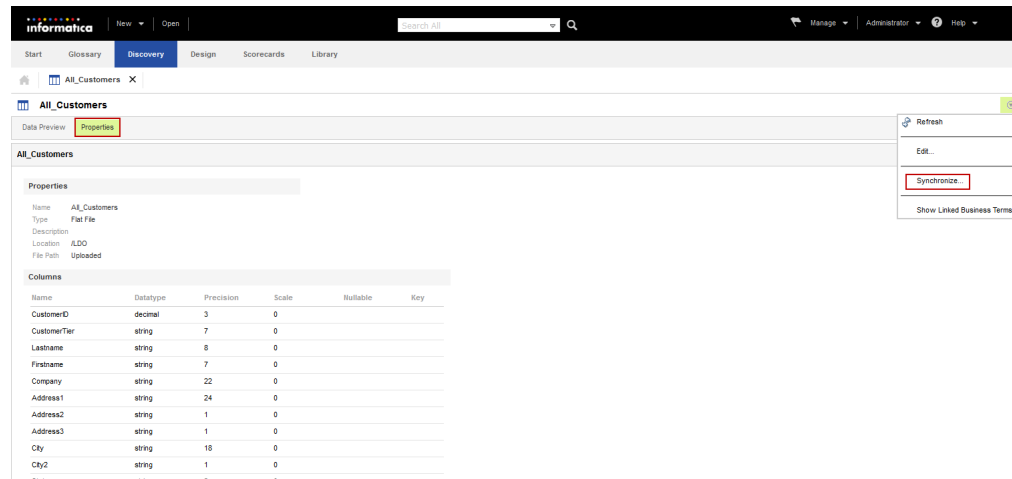 informatica New Open Search All Manage Administrator ? Help
Start Glossary Discovery Design Scorecards Library
All_Customers X
All_Customers
Data Preview Properties
Refresh
Edit...
Synchronize...
Show Linked Business Terms
All_Customers
Properties
Name All_Customers
Type Flat File
Description
Location /LDO
File Path Uploaded
Columns
Name Datatype Precision Scale Nullable Key
CustomerID decimal 3 0
CustomerTier string 7 0
Lastname string 8 0
Firstname string 7 0
Company string 22 0
Address1 string 24 0
Address2 string 1 0
Address3 string 1 0
City string 18 0
City2 string 1 0